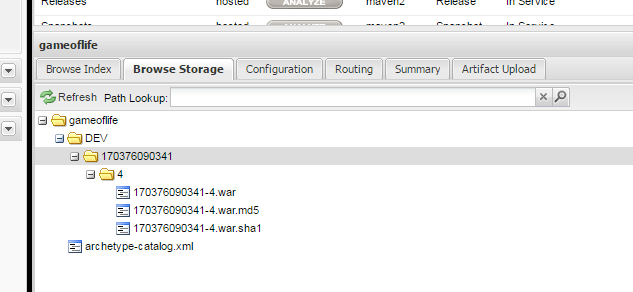 Releases hosted ANALYZE maven2 Release In Service
Snapshots hosted ANALYZE maven2 Snapshot In Service
gameoflife
Browse Index Browse Storage Configuration Routing Summary Artifact Upload
Refresh Path Lookup:
gameoflife
DEV
170376090341
4
170376090341-4.war
170376090341-4.war.md5
170376090341-4.war.sha1
archetype-catalog.xml